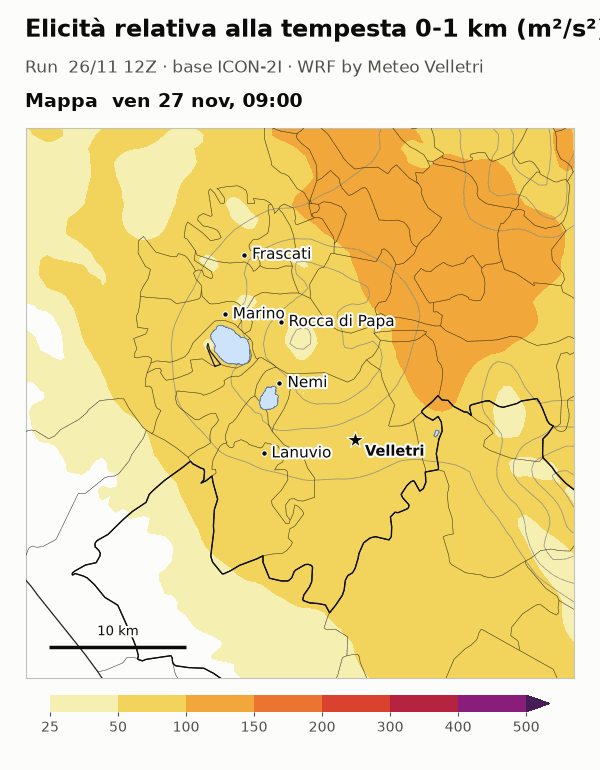 Elicità relativa alla tempesta 0-1 km (m²/s²)
Run 26/11 12Z · base ICON-2I · WRF by Meteo Velletri
Mappa ven 27 nov, 09:00
Frascati
Marino
Rocca di Papa
Nemi
Velletri
Lanuvio
10 km
25 50 100 150 200 300 400 500